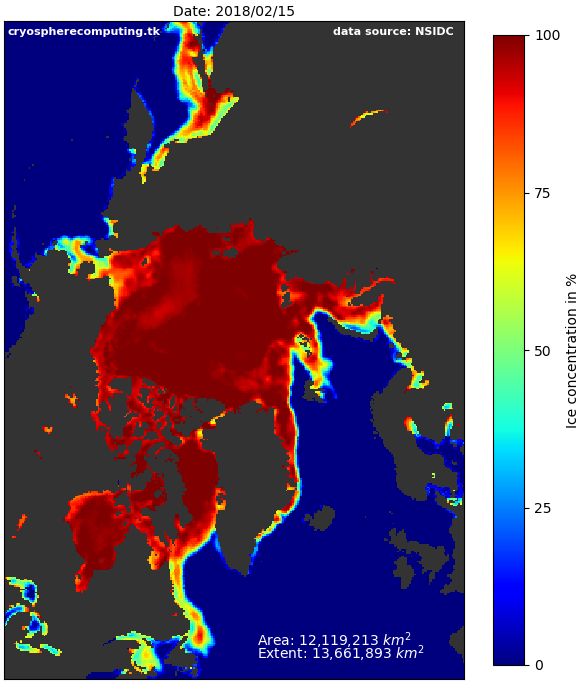 Date: 2018/02/15
cryospherecomputing.tk
data source: NSIDC
100
75
50
25
0
Ice concentration in %
Area: 12,119,213 km²
Extent: 13,661,893 km²